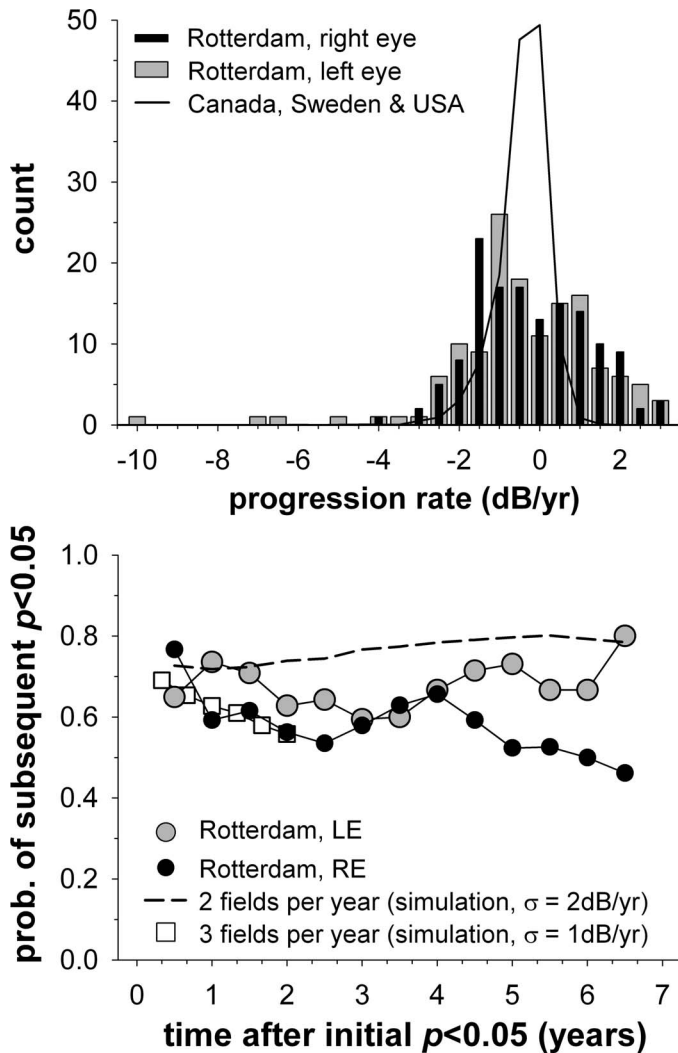 50
40
30
20
10
0
count
Rotterdam, right eye
Rotterdam, left eye
Canada, Sweden & USA
-10 -8 -6 -4 -2 0 2
progression rate (dB/yr)
1.0
0.8
0.6
0.4
0.2
0.0
prob. of subsequent p<0.05
Rotterdam, LE
Rotterdam, RE
2 fields per year (simulation, σ = 2dB/yr)
3 fields per year (simulation, σ = 1dB/yr)
0 1 2 3 4 5 6 7
time after initial p<0.05 (years)